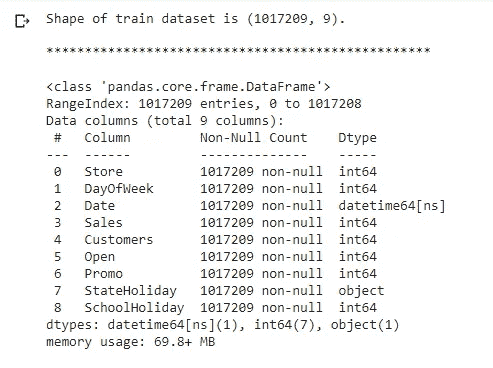 Shape of train dataset is (1017209, 9).
**************************************************
<class 'pandas.core.frame.DataFrame'>
RangeIndex: 1017209 entries, 0 to 1017208
Data columns (total 9 columns):
 #   Column         Non-Null Count    Dtype
---  ------         --------------    -----
 0   Store          1017209 non-null  int64
 1   DayOfWeek      1017209 non-null  int64
 2   Date           1017209 non-null  datetime64[ns]
 3   Sales          1017209 non-null  int64
 4   Customers      1017209 non-null  int64
 5   Open           1017209 non-null  int64
 6   Promo          1017209 non-null  int64
 7   StateHoliday   1017209 non-null  object
 8   SchoolHoliday  1017209 non-null  int64
dtypes: datetime64[ns](1), int64(7), object(1)
memory usage: 69.8+ MB